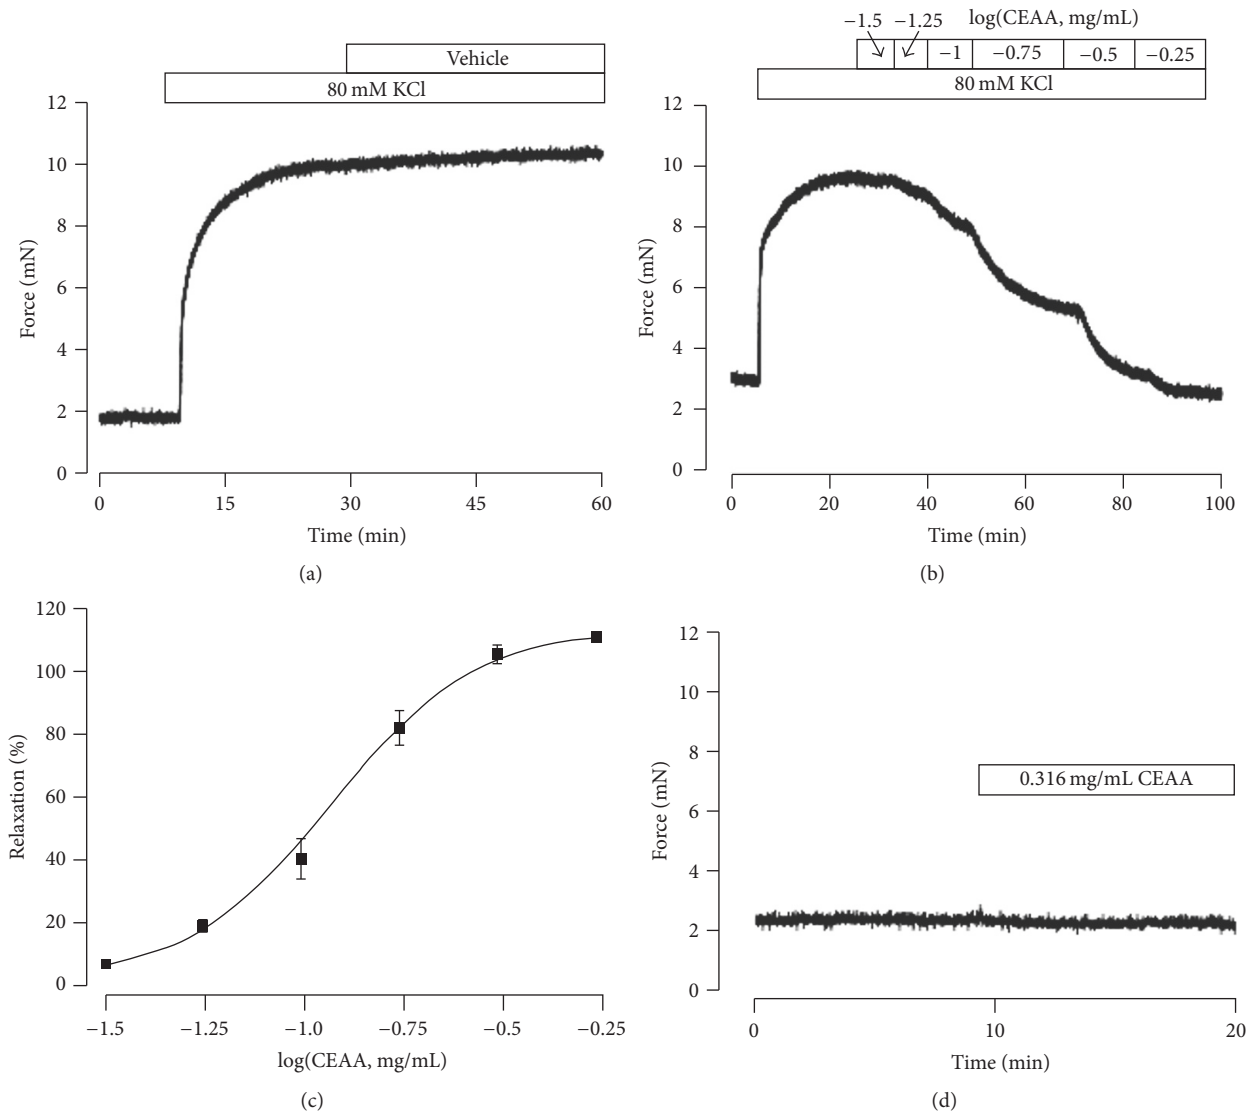 Vehicle
80 mM KCl
12
10
8
6
4
2
0
Force (mN)
0 15 30 45 60
Time (min)
(a)
−1.5 −1.25 log(CEAA, mg/mL)
−1 −0.75 −0.5 −0.25
80 mM KCl
12
10
8
6
4
2
0
Force (mN)
0 20 40 60 80 100
Time (min)
(b)
120
100
80
60
40
20
0
Relaxation (%)
−1.5 −1.25 −1.0 −0.75 −0.5 −0.25
log(CEAA, mg/mL)
(c)
12
10
8
6
4
2
0
Force (mN)
0.316 mg/mL CEAA
0 10 20
Time (min)
(d)